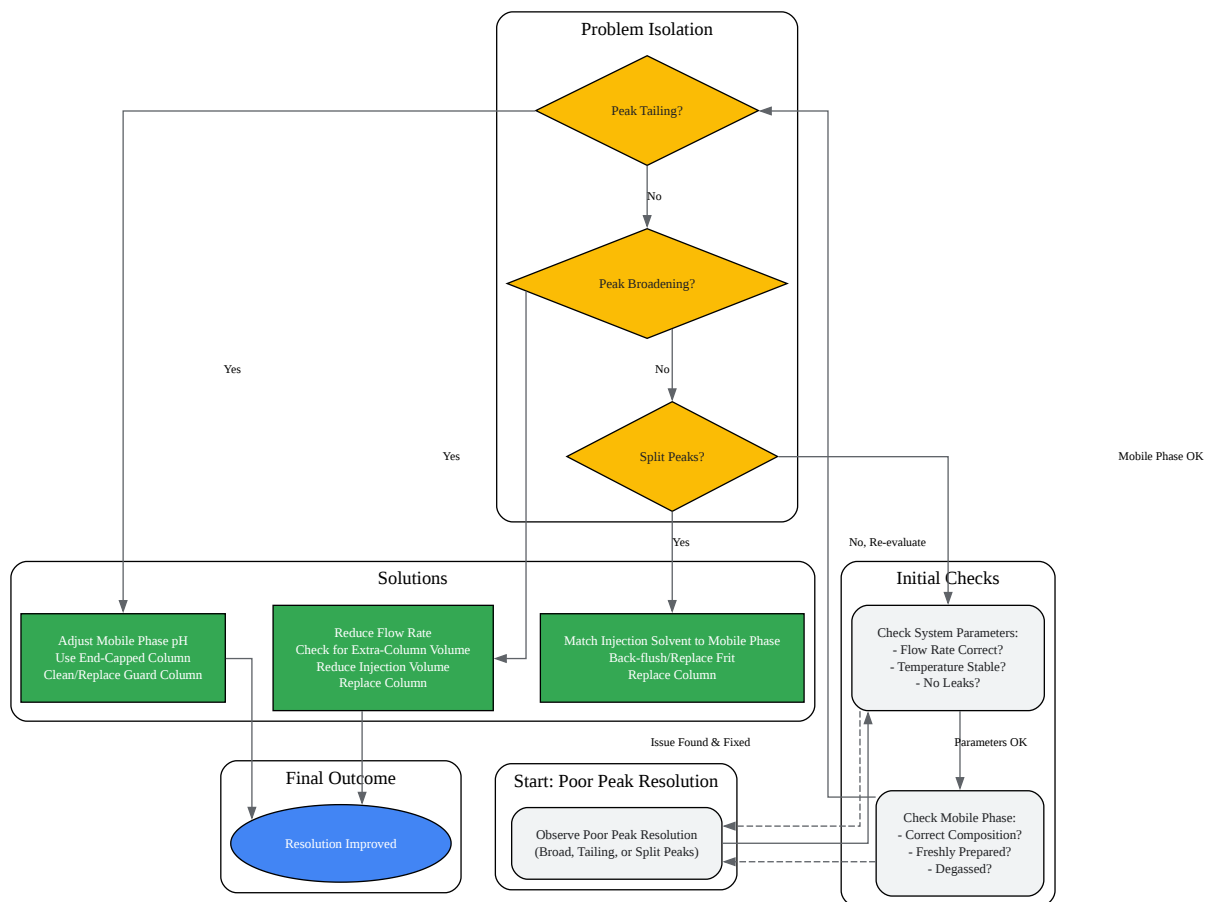 Problem Isolation
Peak Tailing?
No
Peak Broadening?
Yes
No
Yes
Split Peaks?
Mobile Phase OK
Yes
No, Re-evaluate
Solutions
Adjust Mobile Phase pH
Use End-Capped Column
Clean/Replace Guard Column
Reduce Flow Rate
Check for Extra-Column Volume
Reduce Injection Volume
Replace Column
Match Injection Solvent to Mobile Phase
Back-flush/Replace Frit
Replace Column
Initial Checks
Check System Parameters:
- Flow Rate Correct?
- Temperature Stable?
- No Leaks?
Issue Found & Fixed
Parameters OK
Final Outcome
Resolution Improved
Start: Poor Peak Resolution
Observe Poor Peak Resolution
(Broad, Tailing, or Split Peaks)
Check Mobile Phase:
- Correct Composition?
- Freshly Prepared?
- Degassed?